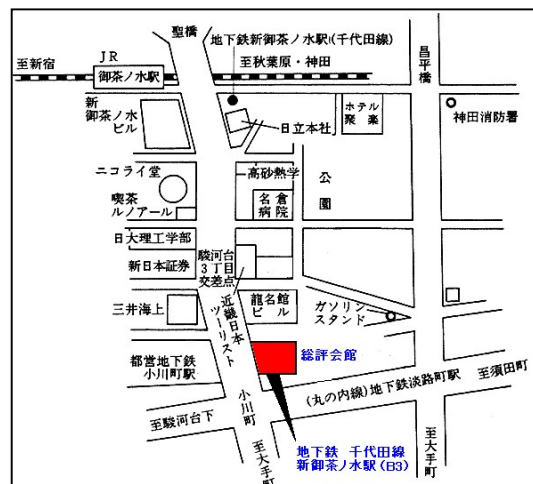 聖橋
地下鉄新御茶ノ水駅(千代田線)
JR
至新宿
御茶ノ水駅
至秋葉原・神田
昌平橋
新
御茶ノ水
ビル
日立本社
ホテル
聚楽
神田消防署
ニコライ堂
高砂熱学
公園
喫茶
ルノアール
名倉
病院
日大理工学部
駿河台
3丁目
交差点
新日本証券
三井海上
近畿日本
ツーリスト
龍名館
ビル
ガソリン
スタンド
都営地下鉄
小川町駅
総評会館
(丸の内線)地下鉄淡路町駅
至須田町
至駿河台下
小川町
至大手町
至大手町
地下鉄 千代田線
新御茶ノ水駅(B3)